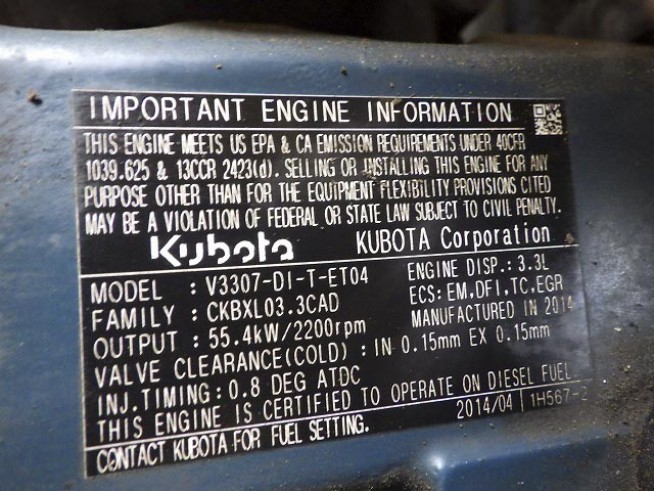 IMPORTANT ENGINE INFORMATION
THIS ENGINE MEETS US EPA & CA EMISSION REQUIREMENTS UNDER 40CFR
1039.625 & 13CCR 2423(d). SELLING OR INSTALLING THIS ENGINE FOR ANY
PURPOSE OTHER THAN FOR THE EQUIPMENT FLEXIBILITY PROVISIONS CITED
MAY BE A VIOLATION OF FEDERAL OR STATE LAW SUBJECT TO CIVIL PENALTY.
Kubota KUBOTA Corporation
MODEL : V3307-DI-T-ET04 ENGINE DISP.: 3.3L
FAMILY : CKBXL03.3CAD ECS: EM, DFI, TC, EGR
OUTPUT : 55.4kW/2200rpm MANUFACTURED IN 2014
VALVE CLEARANCE(COLD) : IN 0.15mm EX 0.15mm
INJ.TIMING: 0.8 DEG ATDC
THIS ENGINE IS CERTIFIED TO OPERATE ON DIESEL FUEL
CONTACT KUBOTA FOR FUEL SETTING. 2014/04 1H567-2